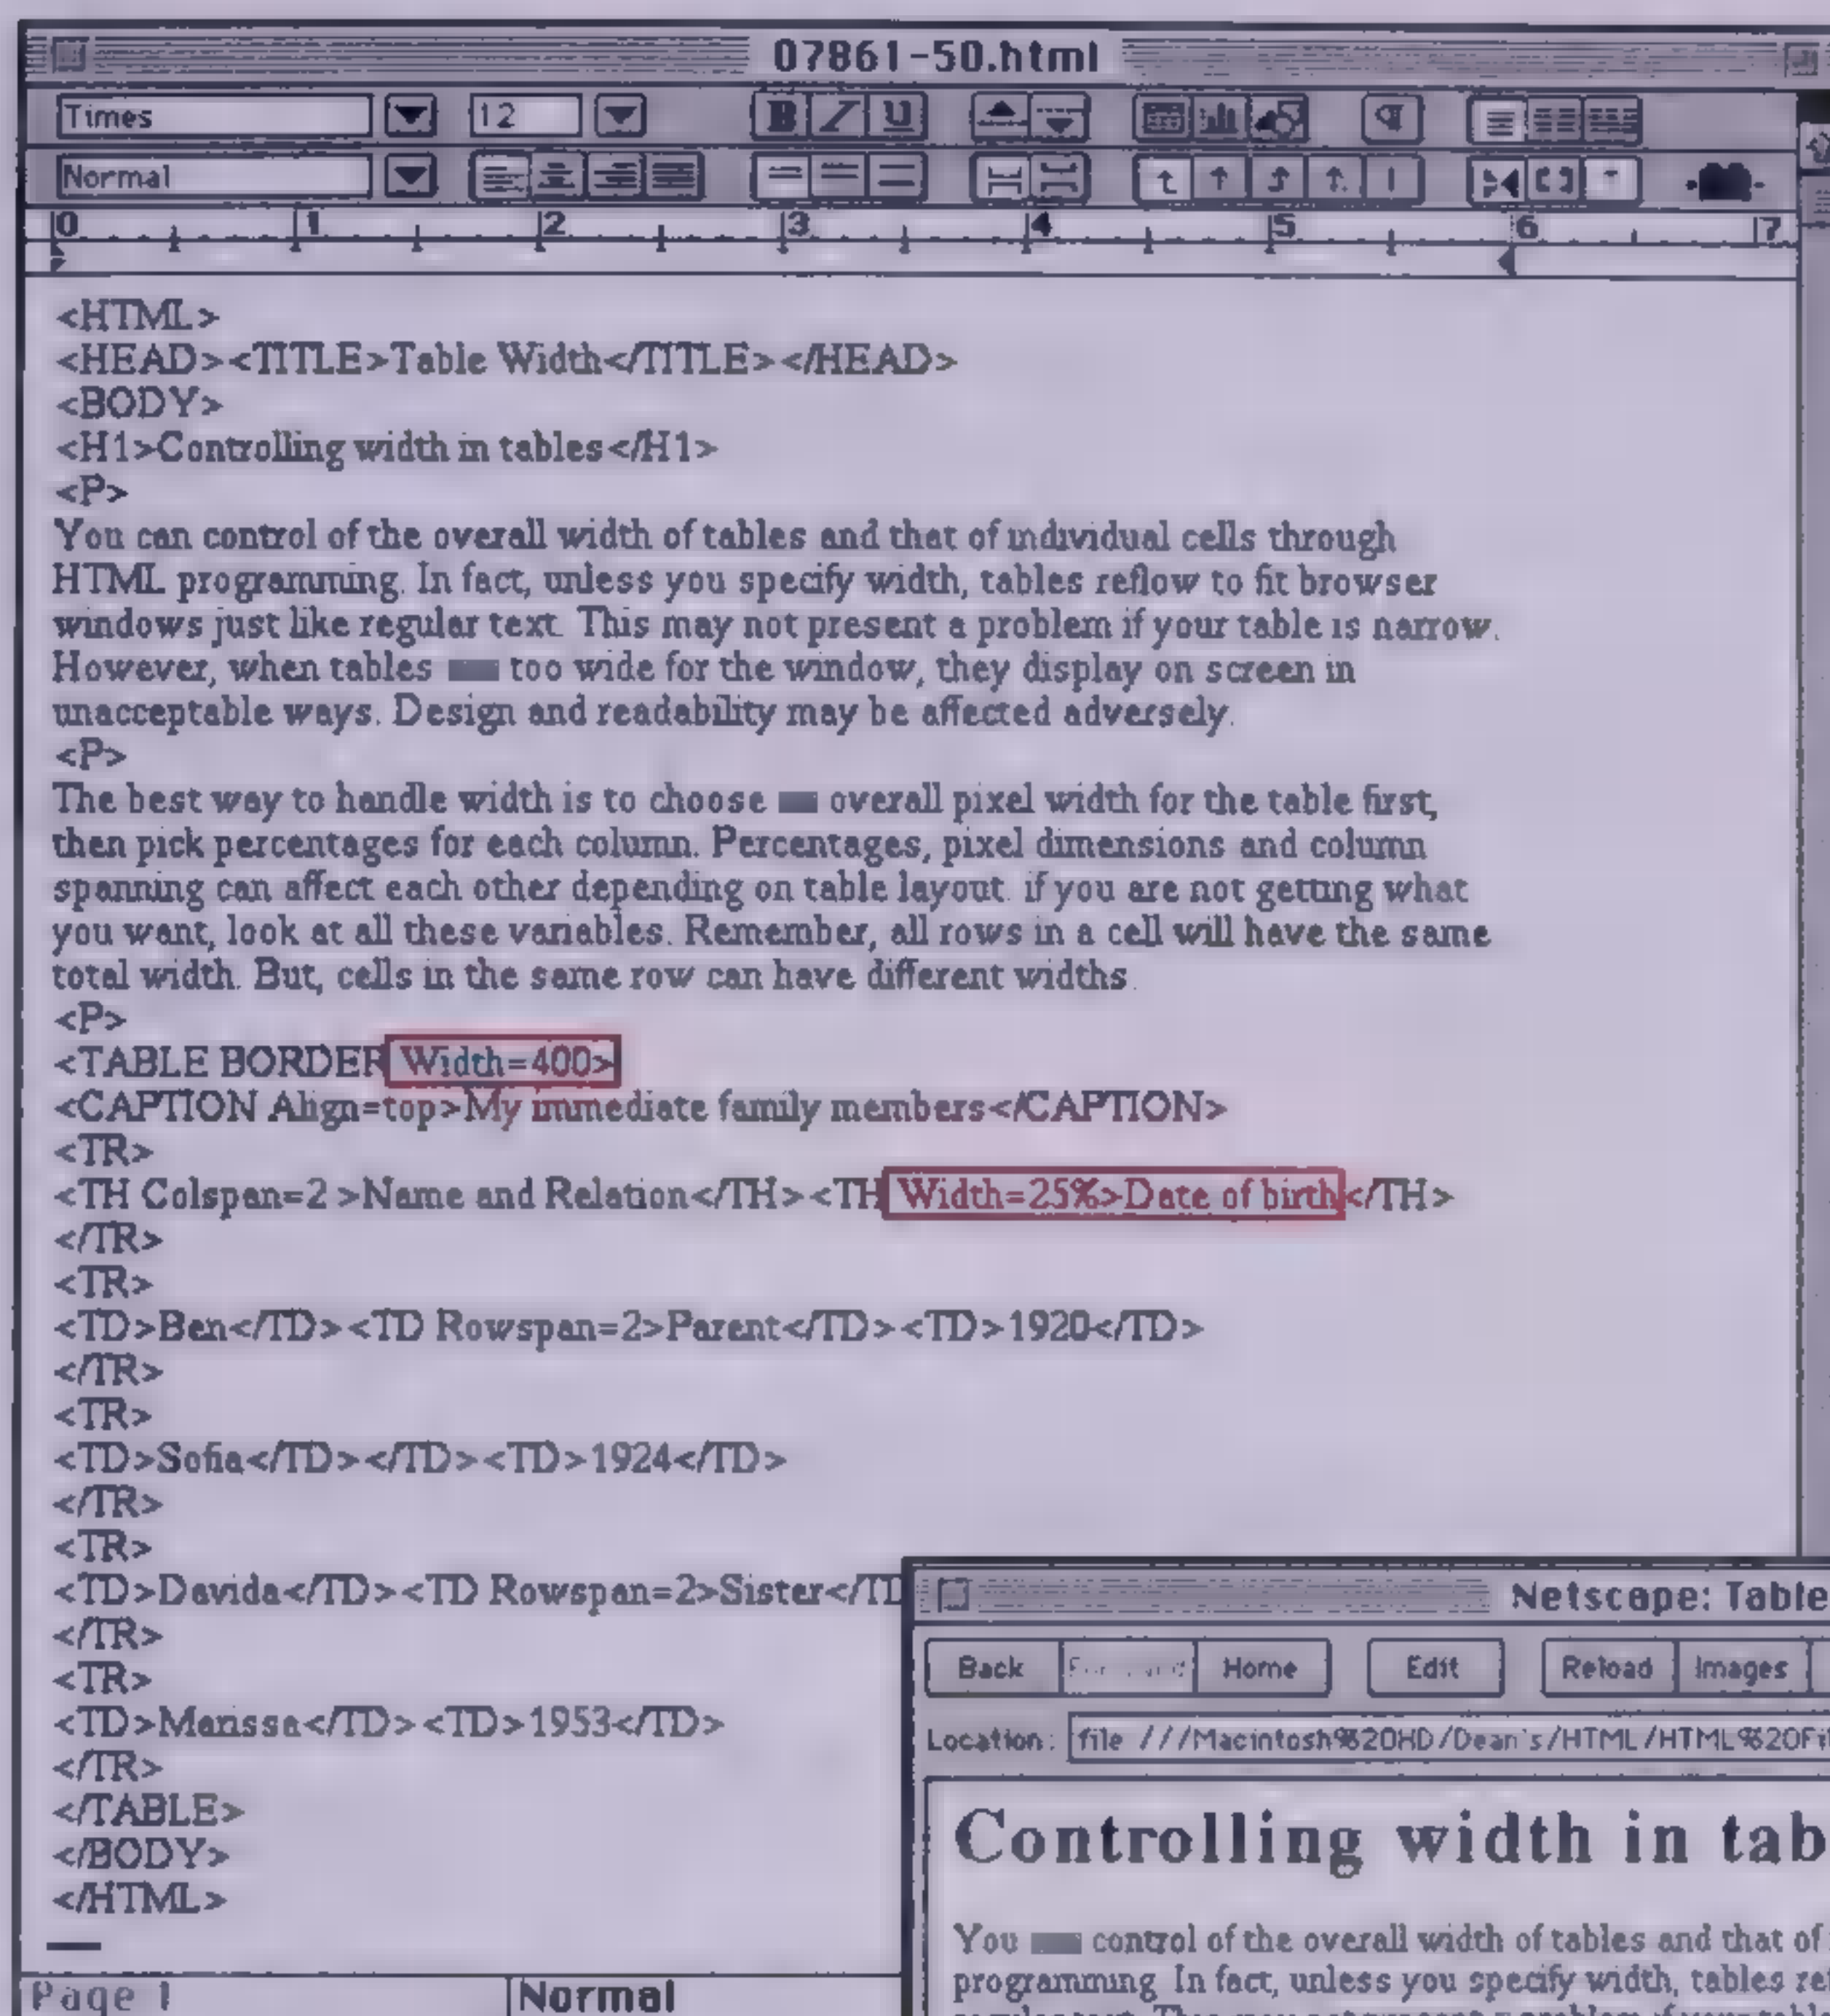 07861-50.html
Times 12 B I U
Normal
0 1 2 3 4 5 6 7
<HTML>
<HEAD><TITLE>Table Width</TITLE></HEAD>
<BODY>
<H1>Controlling width in tables</H1>
<P>
You can control of the overall width of tables and that of individual cells through
HTML programming. In fact, unless you specify width, tables reflow to fit browser
windows just like regular text. This may not present a problem if your table is narrow.
However, when tables too wide for the window, they display on screen in
unacceptable ways. Design and readability may be affected adversely.
<P>
The best way to handle width is to choose overall pixel width for the table first,
then pick percentages for each column. Percentages, pixel dimensions and column
spanning can affect each other depending on table layout. if you are not getting what
you want, look at all these variables. Remember, all rows in a cell will have the same
total width. But, cells in the same row can have different widths.
<P>
<TABLE BORDER Width=400>
<CAPTION Align=top>My immediate family members</CAPTION>
<TR>
<TH Colspan=2 >Name and Relation</TH><TH Width=25%>Date of birth</TH>
</TR>
<TR>
<TD>Ben</TD><TD Rowspan=2>Parent</TD><TD>1920</TD>
</TR>
<TR>
<TD>Sofia</TD></TD><TD>1924</TD>
</TR>
<TR>
<TD>Davida</TD><TD Rowspan=2>Sister</TD
</TR>
<TR>
<TD>Marissa</TD><TD>1953</TD>
</TR>
</TABLE>
</BODY>
</HTML>
Page 1 Normal
Netscape: Table
Back Forward Home Edit Reload Images
Location: file:///Macintosh%20HD/Dean's/HTML/HTML%20Fil
Controlling width in tab
You control of the overall width of tables and that of
programming. In fact, unless you specify width, tables ref